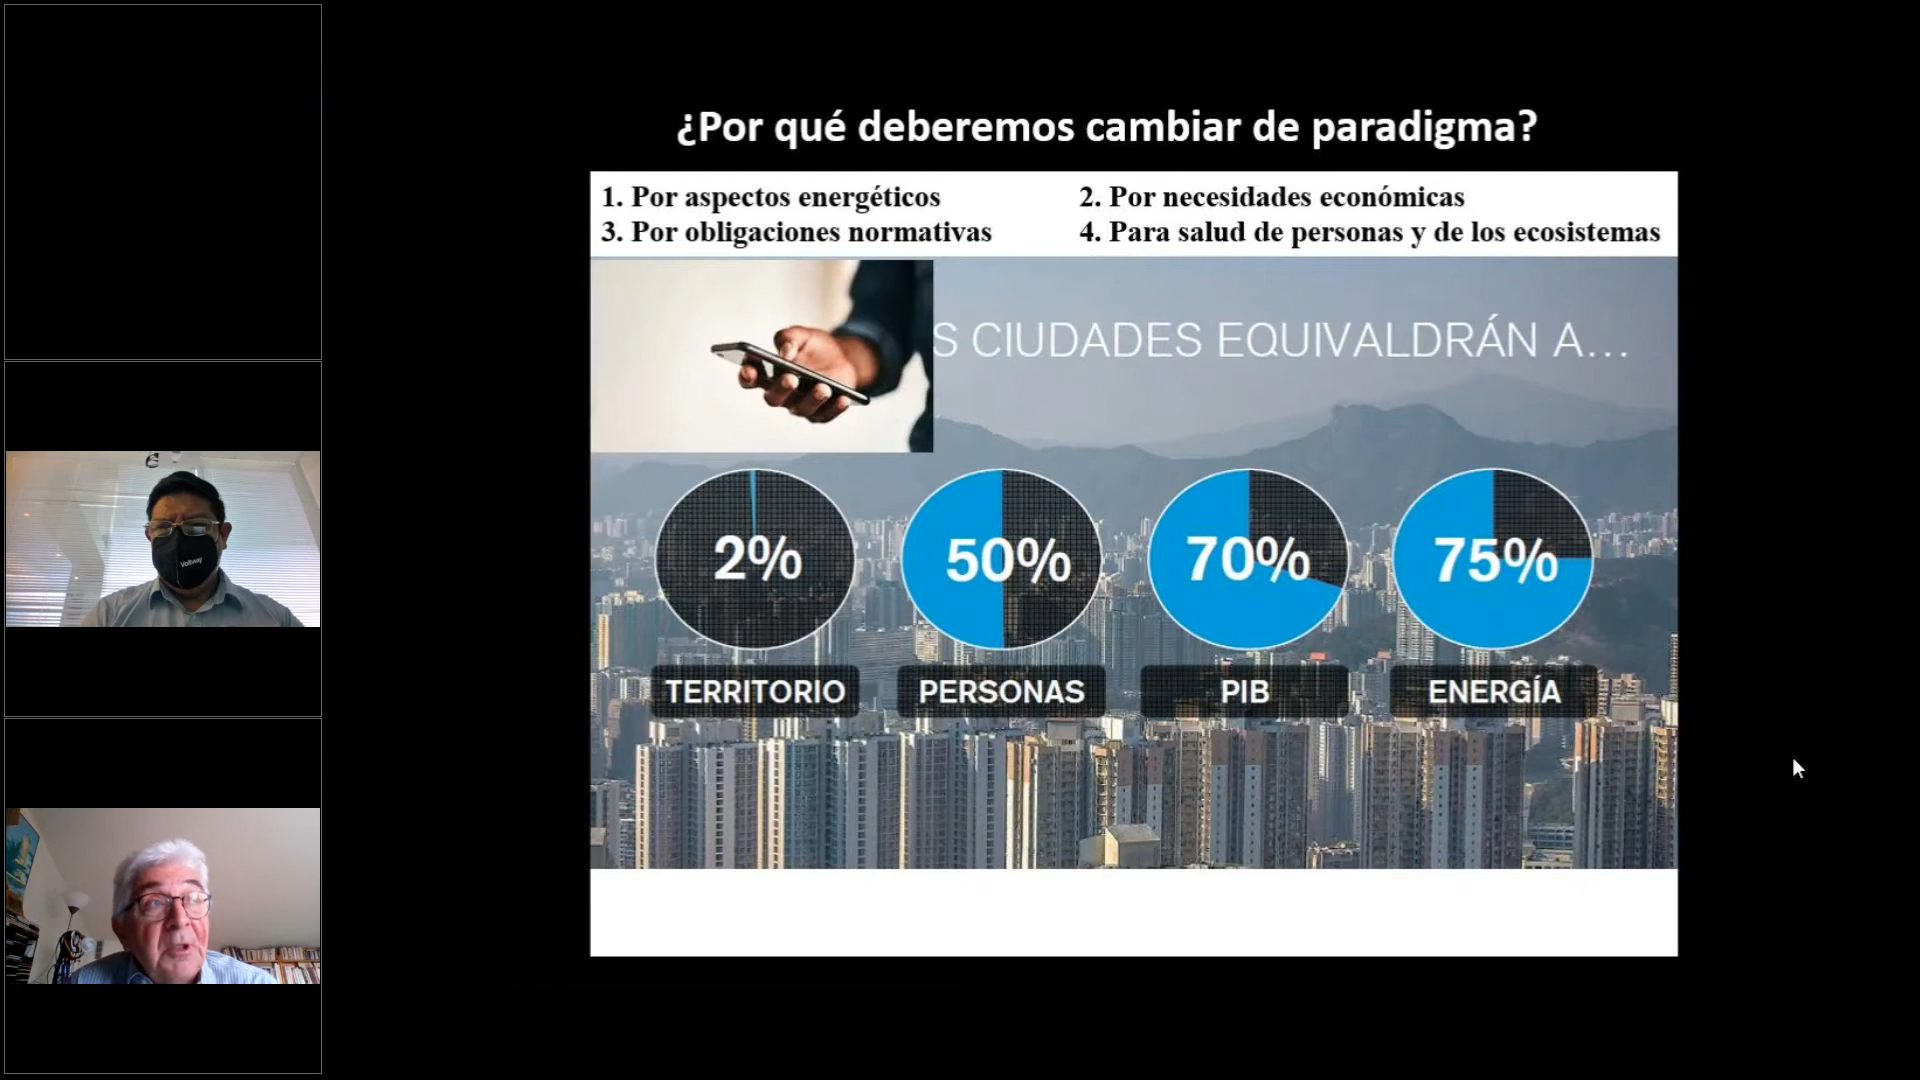 ¿Por qué deberemos cambiar de paradigma?
1. Por aspectos energéticos
2. Por necesidades económicas
3. Por obligaciones normativas
4. Para salud de personas y de los ecosistemas
S CIUDADES EQUIVALDRÁN A...
2%
50%
70%
75%
TERRITORIO
PERSONAS
PIB
ENERGÍA
Voltway